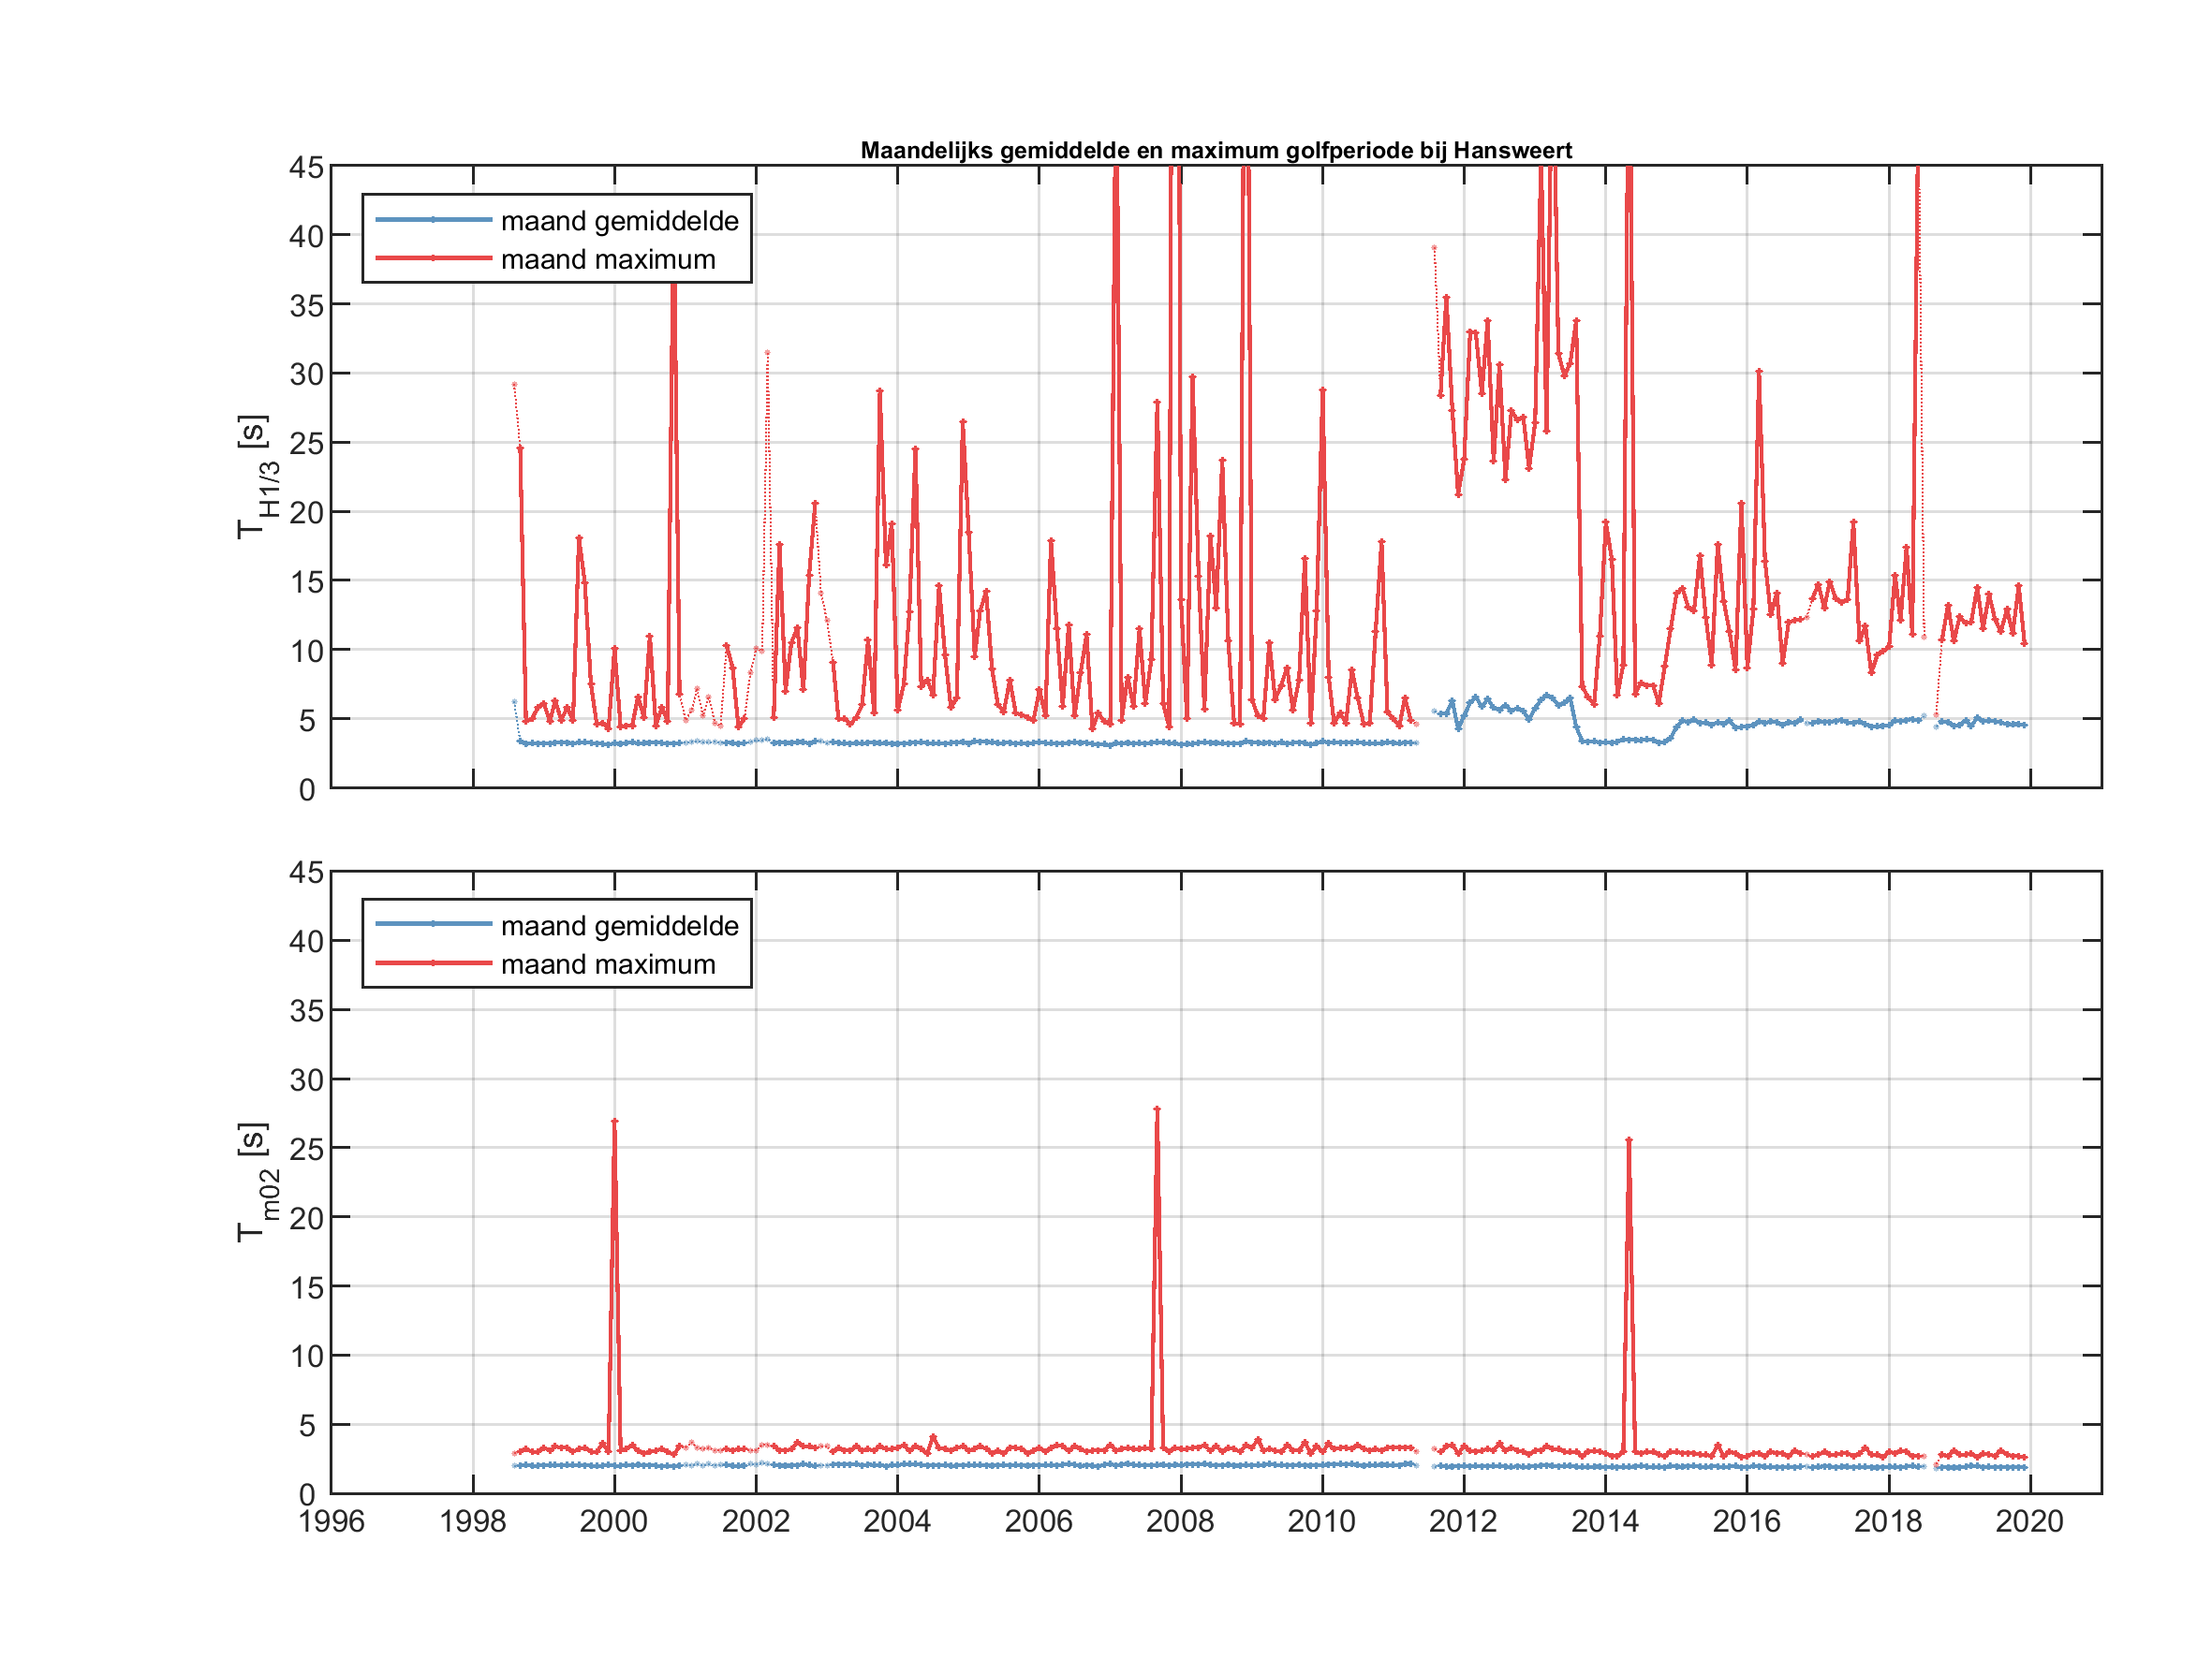 Maandelijks gemiddelde en maximum golfperiode bij Hansweert
45
40
35
30
25
20
15
10
5
0
T_H1/3 [s]
maand gemiddelde
maand maximum
45
40
35
30
25
20
15
10
5
0
T_m02 [s]
maand gemiddelde
maand maximum
1996 1998 2000 2002 2004 2006 2008 2010 2012 2014 2016 2018 2020